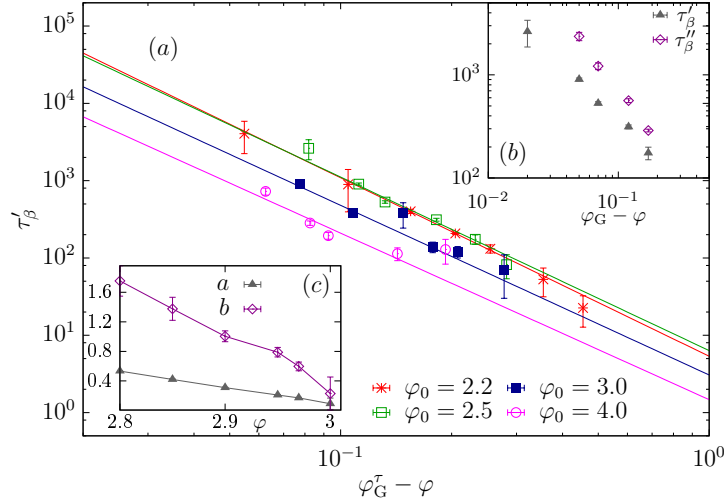 (a)
10^5
10^4
10^3
10^2
10^1
10^0
τ′_β
10^{-1}
10^0
φ_G^τ − φ
φ_0 = 2.2
φ_0 = 3.0
φ_0 = 2.5
φ_0 = 4.0
(b)
τ′_β
τ″_β
10^3
10^2
10^{-2}
10^{-1}
φ_G − φ
(c)
a
b
1.6
1.2
0.8
0.4
2.8
2.9
φ
3